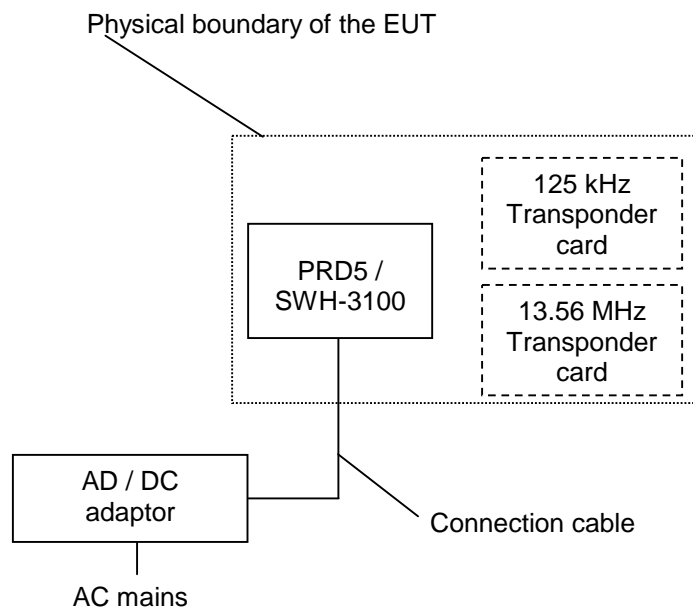 Physical boundary of the EUT
125 kHz
Transponder
card
PRD5 /
SWH-3100
13.56 MHz
Transponder
card
AD / DC
adaptor
Connection cable
AC mains